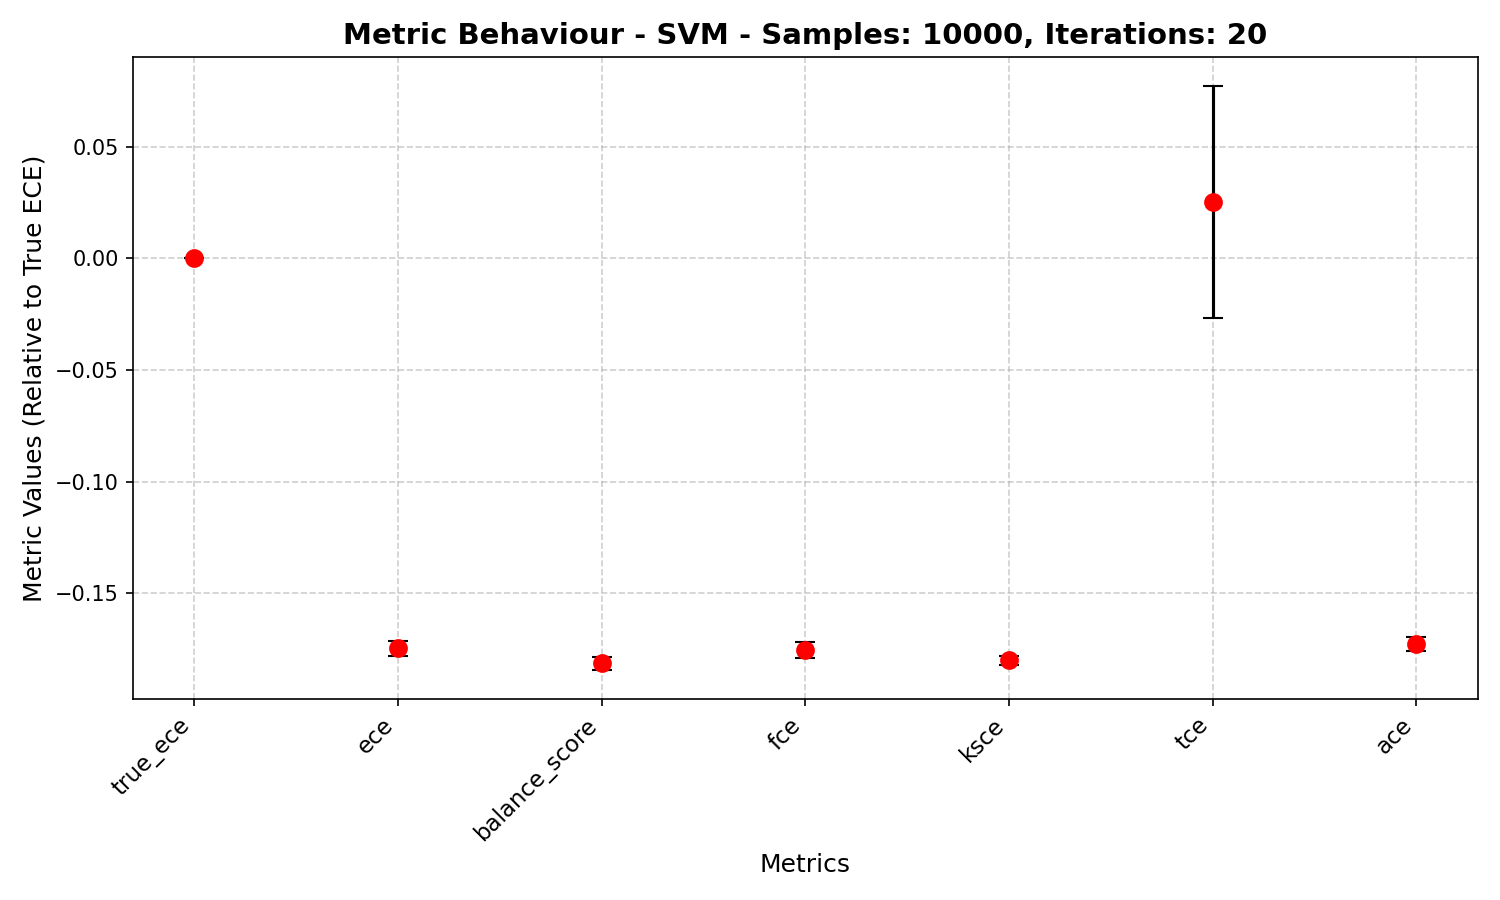 Metric Behaviour - SVM - Samples: 10000, Iterations: 20
Metric Values (Relative to True ECE)
0.05
0.00
−0.05
−0.10
−0.15
true_ece
ece
balance_score
fce
ksce
tce
ace
Metrics